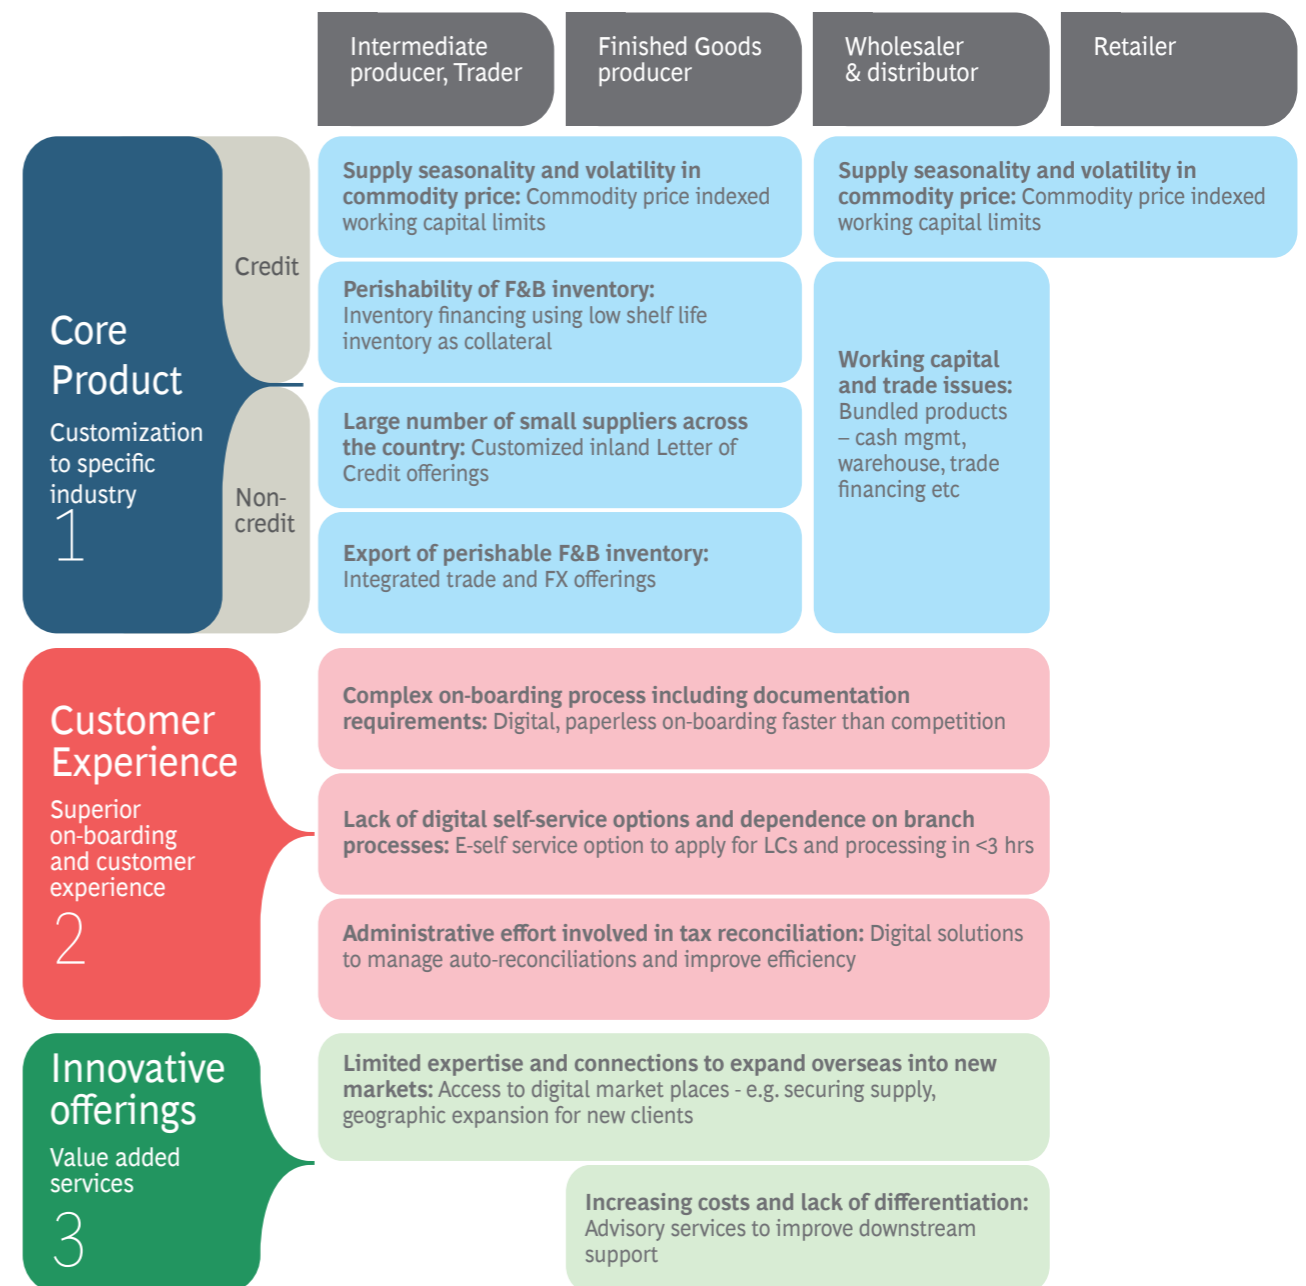 Intermediate
producer, Trader
Finished Goods
producer
Wholesaler
& distributor
Retailer
Core
Product
Customization
to specific
industry
1
Credit
Non-
credit
Supply seasonality and volatility in
commodity price: Commodity price indexed
working capital limits
Supply seasonality and volatility in
commodity price: Commodity price indexed
working capital limits
Perishability of F&B inventory:
Inventory financing using low shelf life
inventory as collateral
Large number of small suppliers across
the country: Customized inland Letter of
Credit offerings
Export of perishable F&B inventory:
Integrated trade and FX offerings
Working capital
and trade issues:
Bundled products
– cash mgmt,
warehouse, trade
financing etc
Customer
Experience
Superior
on-boarding
and customer
experience
2
Complex on-boarding process including documentation
requirements: Digital, paperless on-boarding faster than competition
Lack of digital self-service options and dependence on branch
processes: E-self service option to apply for LCs and processing in <3 hrs
Administrative effort involved in tax reconciliation: Digital solutions
to manage auto-reconciliations and improve efficiency
Innovative
offerings
Value added
services
3
Limited expertise and connections to expand overseas into new
markets: Access to digital market places - e.g. securing supply,
geographic expansion for new clients
Increasing costs and lack of differentiation:
Advisory services to improve downstream
support